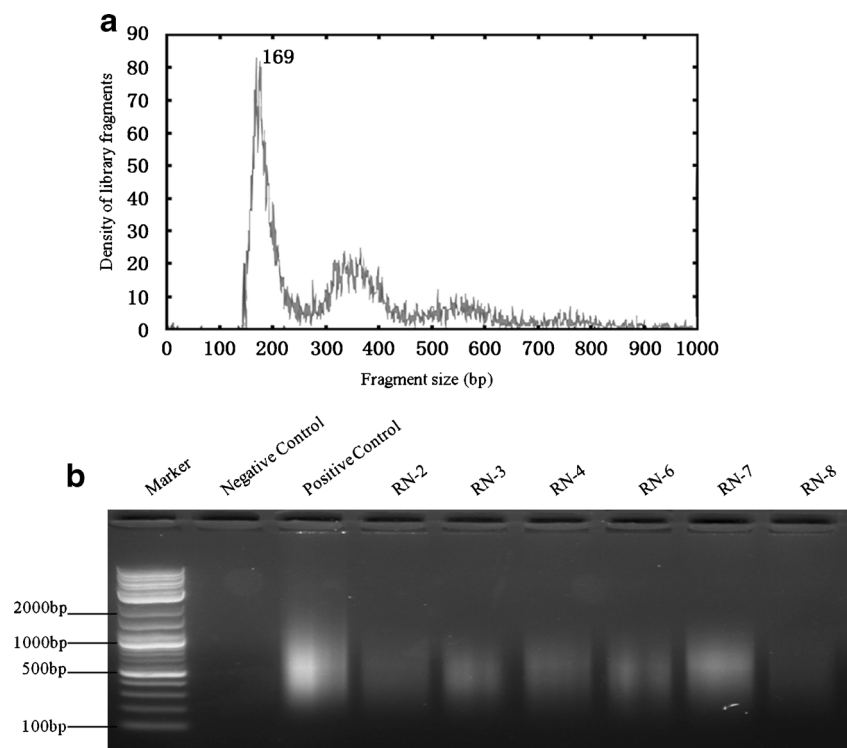 a
90
80
70
60
50
40
30
20
10
0
169
Density of library fragments
0 100 200 300 400 500 600 700 800 900 1000
Fragment size (bp)
b
Marker
Negative Control
Positive Control
RN-2
RN-3
RN-4
RN-6
RN-7
RN-8
2000bp
1000bp
500bp
100bp